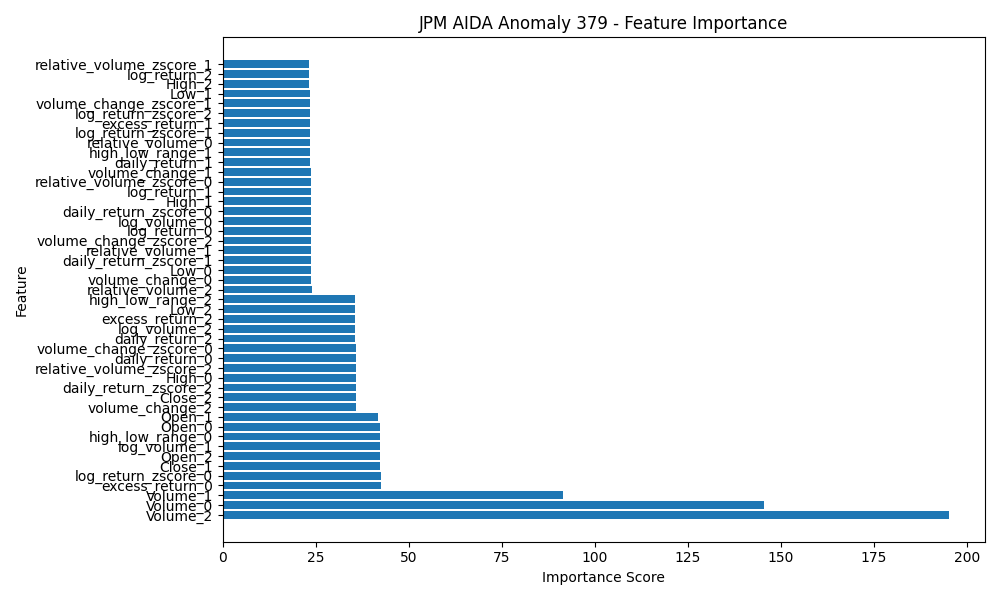 JPM AIDA Anomaly 379 - Feature Importance
relative_volume_zscore_1
log_return_2
High_2
Low_1
volume_change_zscore_1
log_return_zscore_2
excess_return_1
log_return_zscore_1
relative_volume_0
high_low_range_1
daily_return_1
volume_change_1
relative_volume_zscore_0
log_return_1
High_1
daily_return_zscore_0
log_volume_0
log_return_0
volume_change_zscore_2
relative_volume_1
daily_return_zscore_1
Low_0
volume_change_0
relative_volume_2
high_low_range_2
Low_2
excess_return_2
log_volume_2
daily_return_2
volume_change_zscore_0
daily_return_0
relative_volume_zscore_2
High_0
daily_return_zscore_2
Close_2
volume_change_2
Open_1
Open_0
high_low_range_0
log_volume_1
Open_2
Close_1
log_return_zscore_0
excess_return_0
Volume_1
Volume_0
Volume_2
Feature
0 25 50 75 100 125 150 175 200
Importance Score